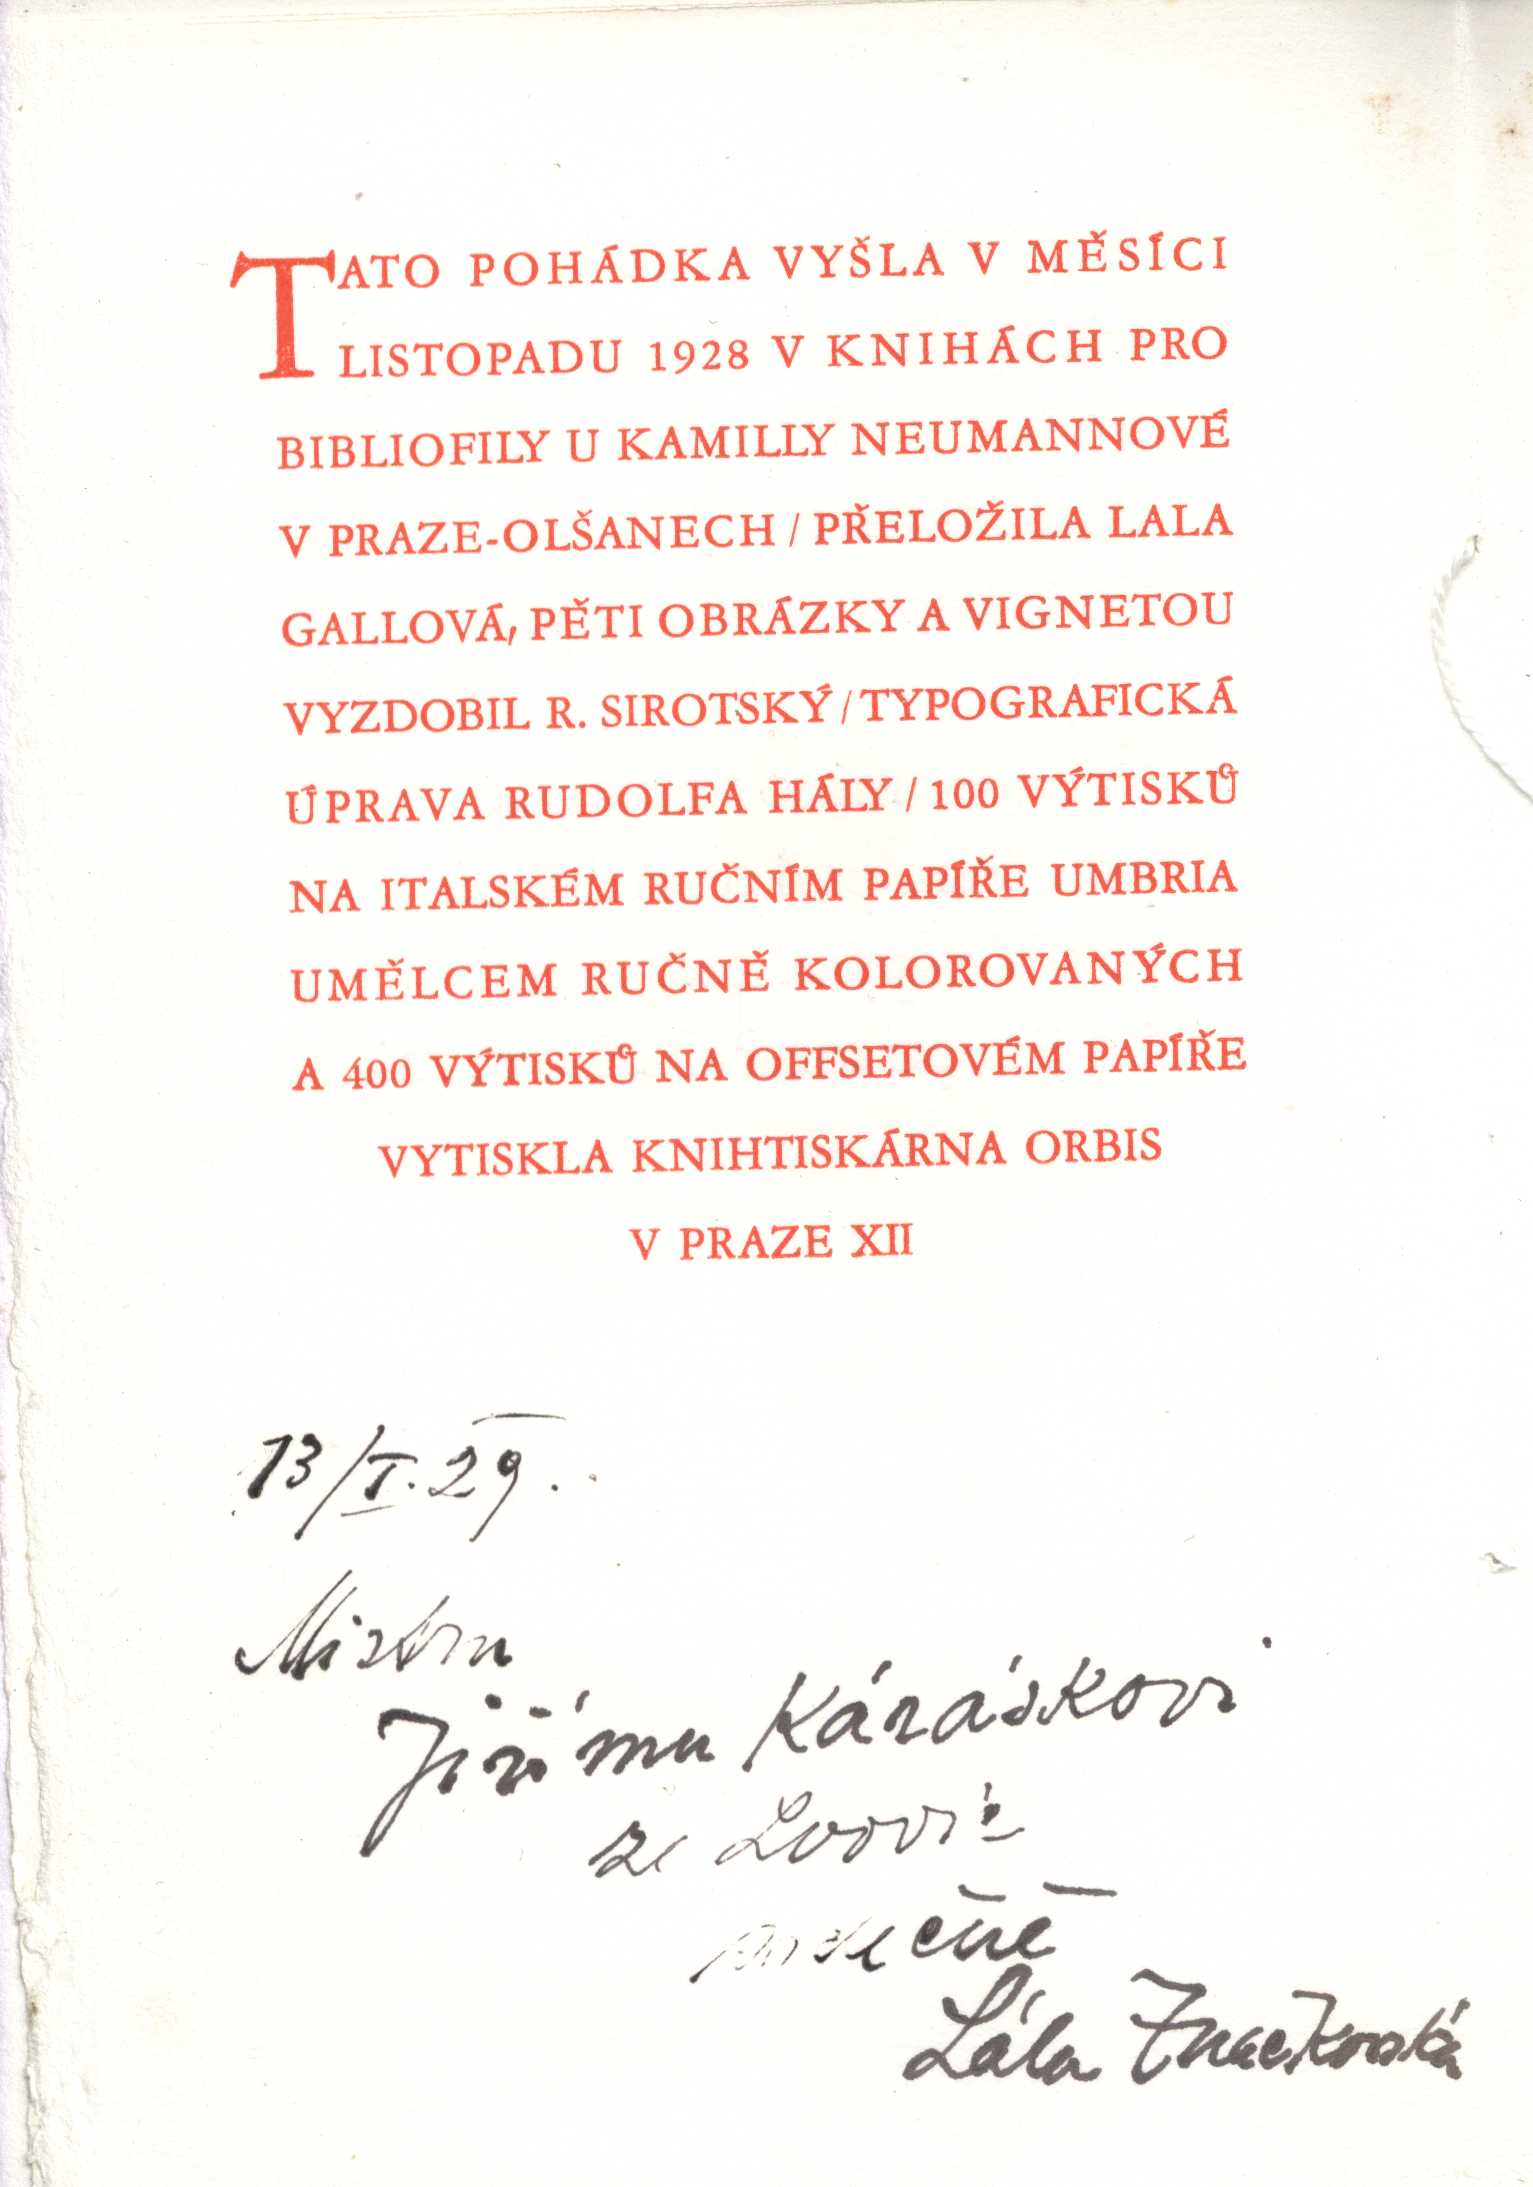 TATO POHÁDKA VYŠLA V MĚSÍCI
LISTOPADU 1928 V KNIHÁCH PRO
BIBLIOFILY U KAMILLY NEUMANNOVÉ
V PRAZE-OLŠANECH / PŘELOŽILA LALA
GALLOVÁ, PĚTI OBRÁZKY A VIGNETOU
VYZDOBIL R. SIROTSKÝ / TYPOGRAFICKÁ
ÚPRAVA RUDOLFA HÁLY / 100 VÝTISKŮ
NA ITALSKÉM RUČNÍM PAPÍŘE UMBRIA
UMĚLCEM RUČNĚ KOLOROVANÝCH
A 400 VÝTISKŮ NA OFFSETOVÉM PAPÍŘE
VYTISKLA KNIHTISKÁRNA ORBIS
V PRAZE XII
13/I. 29.
Mistru
Jiřímu Káráskovi
ze Lvovic
srdečně
Lála